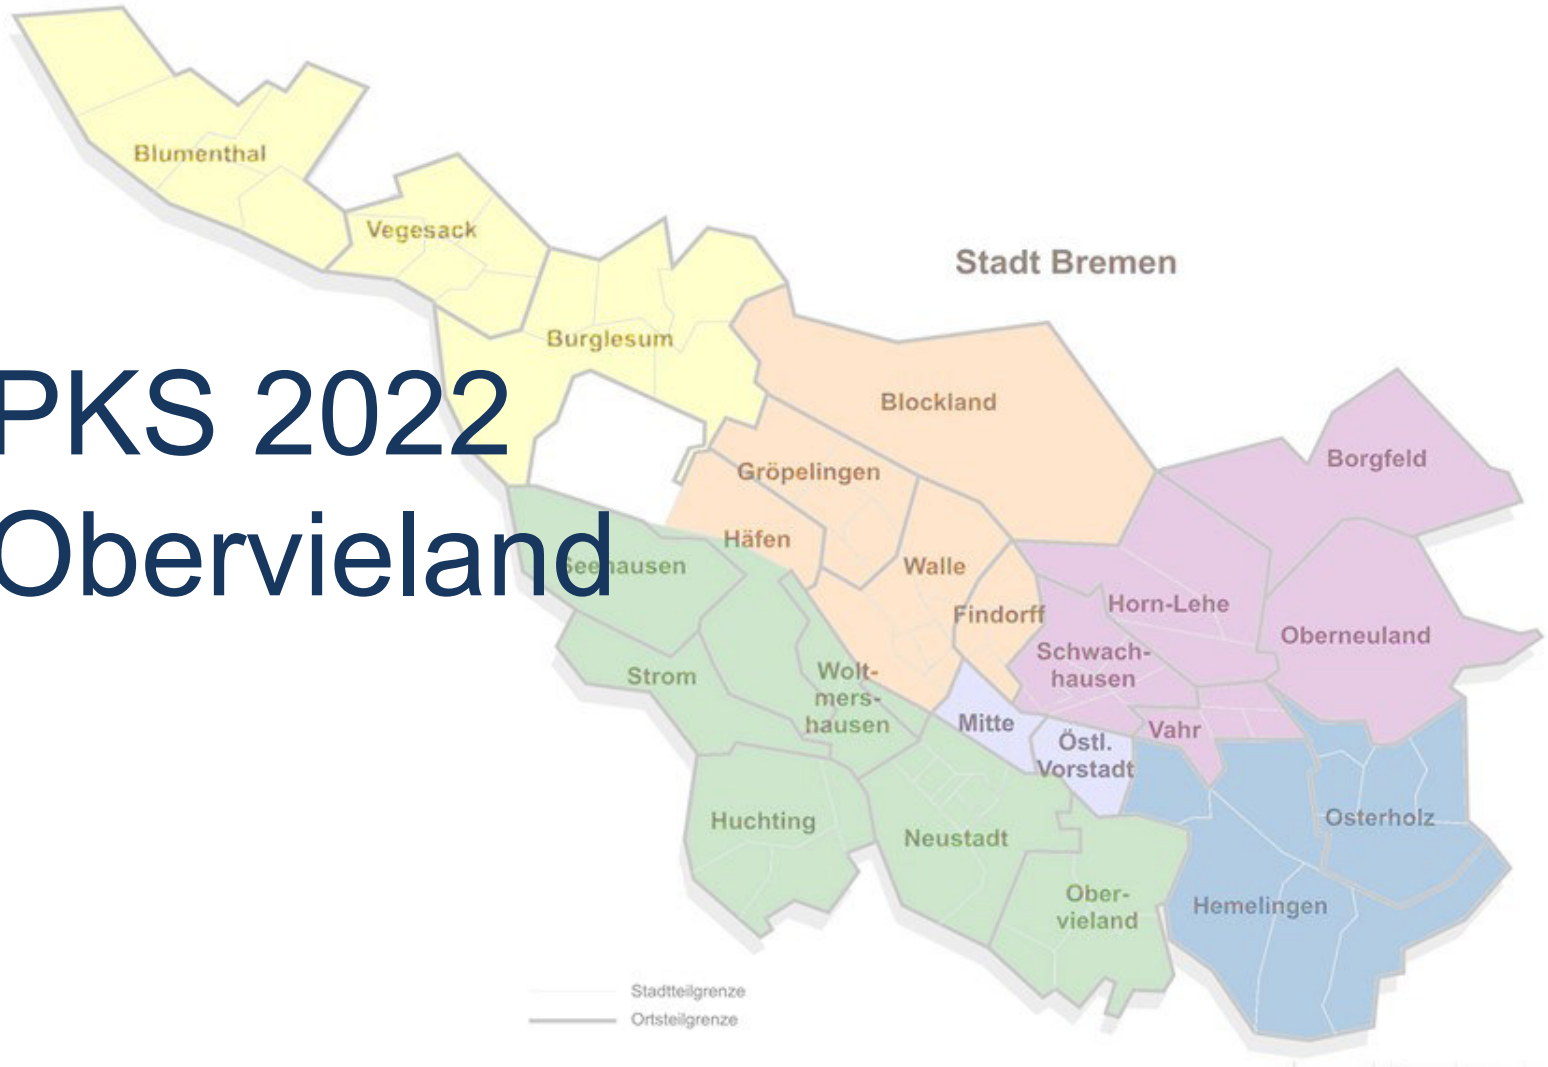 Blumenthal
Vegesack
Stadt Bremen
Burglesum
PKS 2022
Obervieland
Blockland
Borgfeld
Gröpelingen
Häfen
Seehausen
Walle
Findorff
Horn-Lehe
Oberneuland
Schwach-
hausen
Strom
Wolt-
mers-
hausen
Mitte
Östl.
Vorstadt
Vahr
Huchting
Neustadt
Osterholz
Ober-
vieland
Hemelingen
Stadtteilgrenze
Ortsteilgrenze